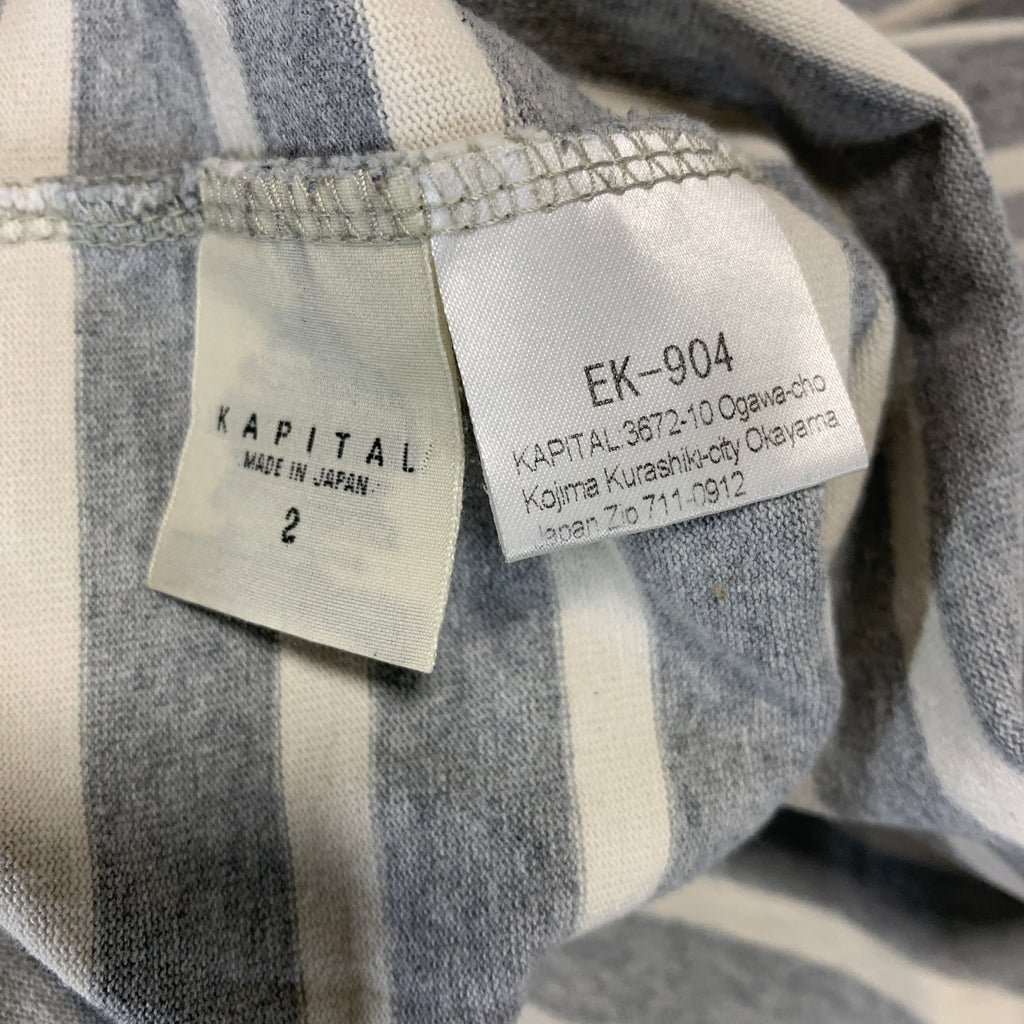 KAPITAL
MADE IN JAPAN
2
EK-904
KAPITAL 3672-10 Ogawa-cho
Kojima Kurashiki-city Okayama
Japan Zip 711-0912